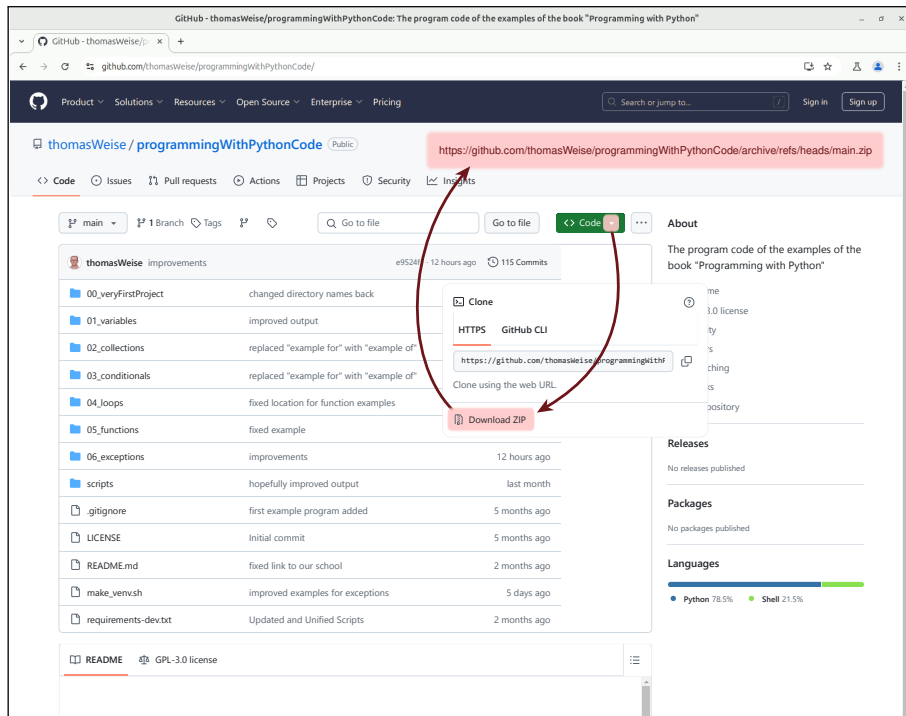 GitHub - thomasWeise/programmingWithPythonCode: The program code of the examples of the book "Programming with Python"
GitHub - thomasWeise/p
github.com/thomasWeise/programmingWithPythonCode/
Product Solutions Resources Open Source Enterprise Pricing Search or jump to... / Sign in Sign up
thomasWeise / programmingWithPythonCode Public
https://github.com/thomasWeise/programmingWithPythonCode/archive/refs/heads/main.zip
Code Issues Pull requests Actions Projects Security Insights
main 1 Branch Tags Go to file Go to file Code
About
The program code of the examples of the
book "Programming with Python"
thomasWeise improvements 12 hours ago 115 Commits
00_veryFirstProject changed directory names back
01_variables improved output
02_collections replaced "example for" with "example of"
03_conditionals replaced "example for" with "example of"
04_loops fixed location for function examples
05_functions fixed example
06_exceptions improvements 12 hours ago
scripts hopefully improved output last month
.gitignore first example program added 5 months ago
LICENSE Initial commit 5 months ago
README.md fixed link to our school 2 months ago
make_venv.sh improved examples for exceptions 5 days ago
requirements-dev.txt Updated and Unified Scripts 2 months ago
Clone
HTTPS GitHub CLI
https://github.com/thomasWeise/programmingWithP
Clone using the web URL.
Download ZIP
.0 license
Releases
No releases published
Packages
No packages published
Languages
Python 78.5% Shell 21.5%
README GPL-3.0 license